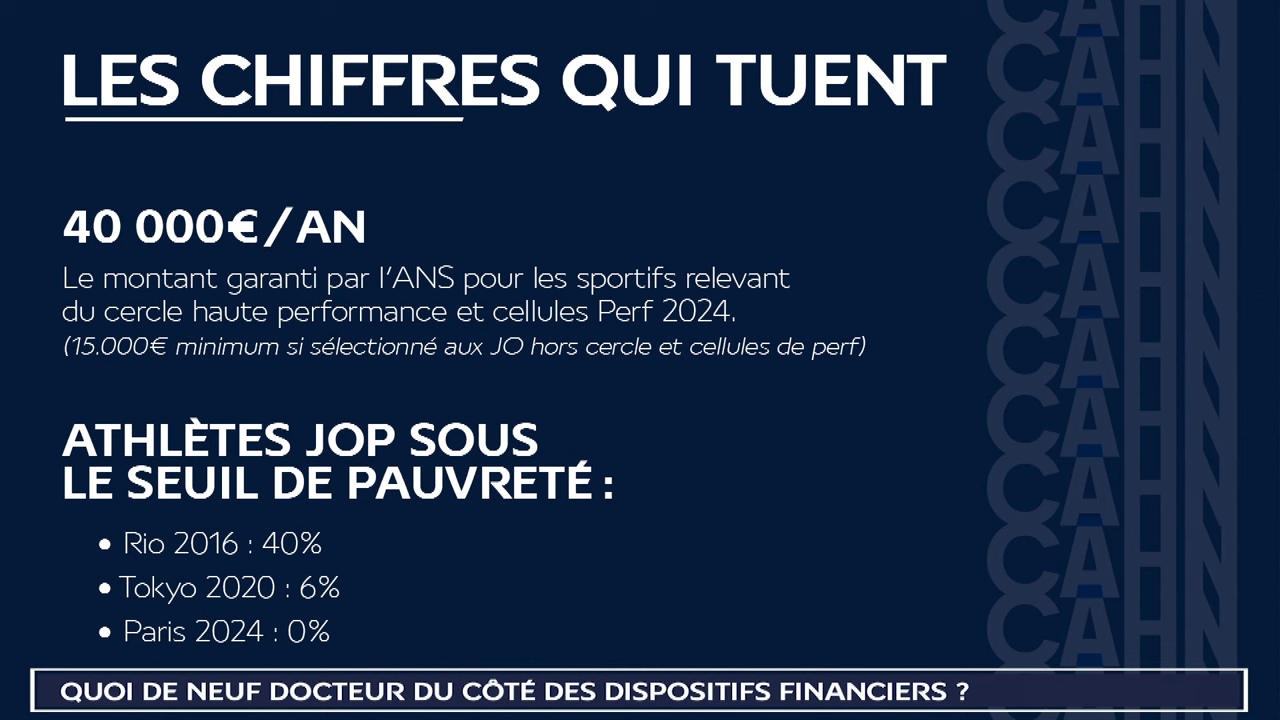 LES CHIFFRES QUI TUENT
40 000€/AN
Le montant garanti par l'ANS pour les sportifs relevant
du cercle haute performance et cellules Perf 2024.
(15.000€ minimum si sélectionné aux JO hors cercle et cellules de perf)
ATHLÈTES JOP SOUS
LE SEUIL DE PAUVRETÉ :
• Rio 2016 : 40%
• Tokyo 2020 : 6%
• Paris 2024 : 0%
QUOI DE NEUF DOCTEUR DU CÔTÉ DES DISPOSITIFS FINANCIERS ?
CAHN